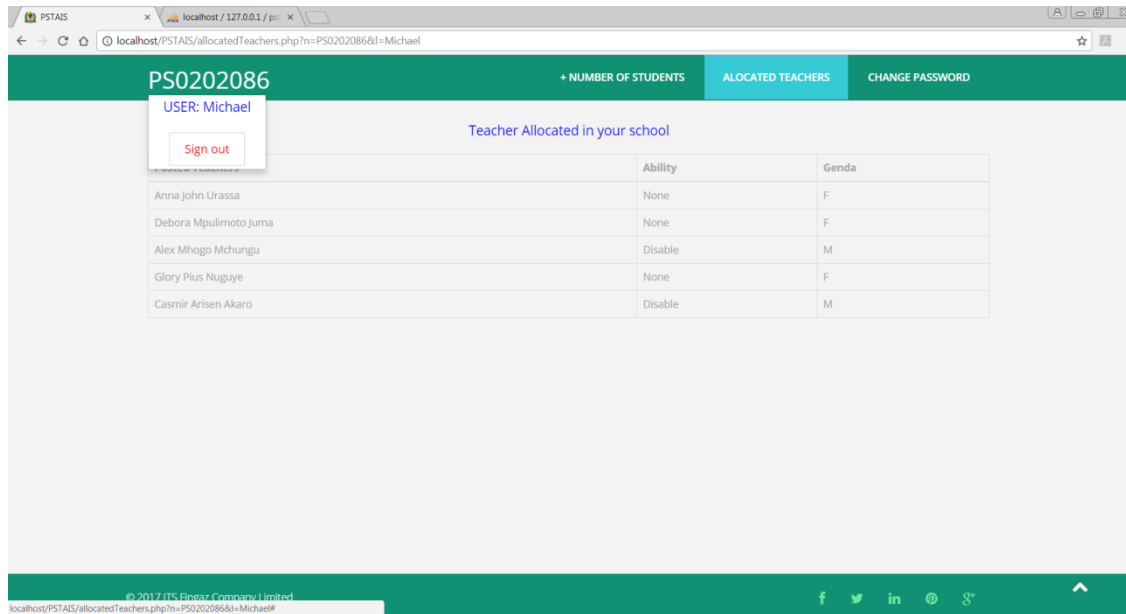 PSTAIS
localhost / 127.0.0.1 / pst
localhost/PSTAIS/allocatedTeachers.php?n=PS0202086&l=Michael
PS0202086
+ NUMBER OF STUDENTS
ALOCATED TEACHERS
CHANGE PASSWORD
USER: Michael
Sign out
Teacher Allocated in your school
Posted Teachers Ability Genda
Anna John Urassa None F
Debora Mpulimoto Juma None F
Alex Mhogo Mchungu Disable M
Glory Pius Nuguye None F
Casmir Arisen Akaro Disable M
© 2017 ITS Fingaz Company Limited
localhost/PSTAIS/allocatedTeachers.php?n=PS0202086&l=Michael#